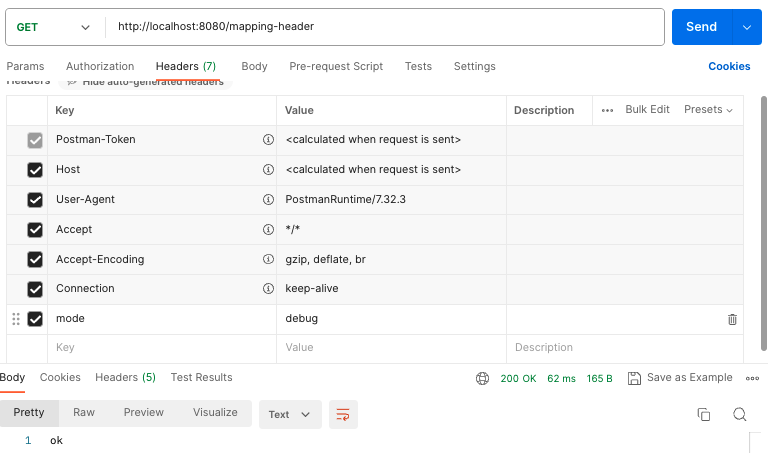 GET http://localhost:8080/mapping-header Send
Params Authorization Headers (7) Body Pre-request Script Tests Settings Cookies
Headers Hide auto-generated headers
Key Value Description Bulk Edit Presets
Postman-Token <calculated when request is sent>
Host <calculated when request is sent>
User-Agent PostmanRuntime/7.32.3
Accept */*
Accept-Encoding gzip, deflate, br
Connection keep-alive
mode debug
Key Value Description
Body Cookies Headers (5) Test Results 200 OK 62 ms 165 B Save as Example
Pretty Raw Preview Visualize Text
1 ok